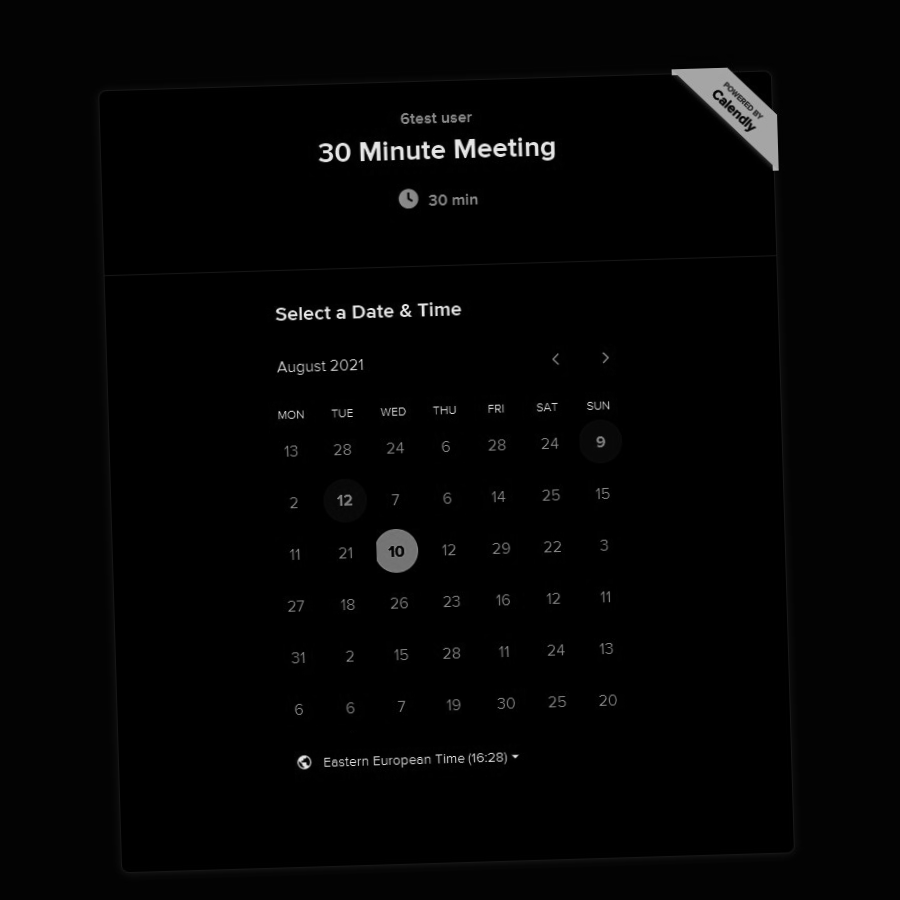 POWERED BY
Calendly
6test user
30 Minute Meeting
30 min
Select a Date & Time
August 2021
MON TUE WED THU FRI SAT SUN
13 28 24 6 28 24 9
2 12 7 6 14 25 15
11 21 10 12 29 22 3
27 18 26 23 16 12 11
31 2 15 28 11 24 13
6 6 7 19 30 25 20
Eastern European Time (16:28)